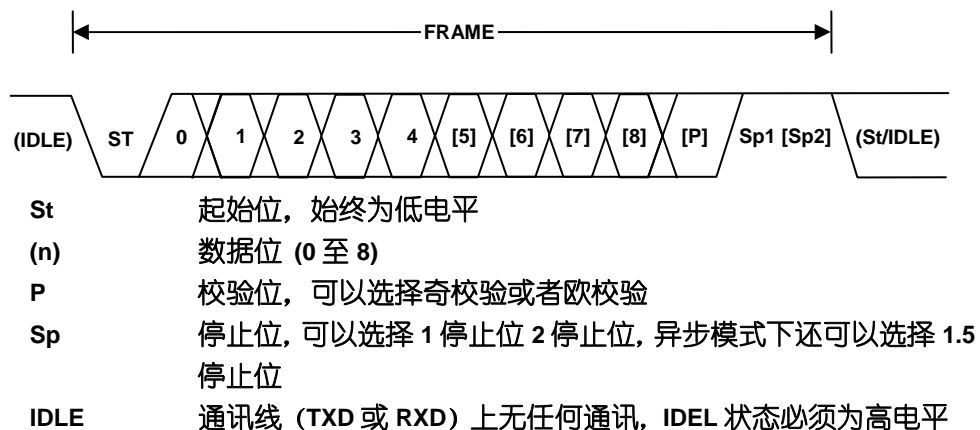 FRAME
(IDLE) ST 0 1 2 3 4 [5] [6] [7] [8] [P] Sp1 [Sp2] (St/IDLE)
St 起始位，始终为低电平
(n) 数据位 (0 至 8)
P 校验位，可以选择奇校验或者欧校验
Sp 停止位, 可以选择 1 停止位 2 停止位, 异步模式下还可以选择 1.5
停止位
IDLE 通讯线（TXD 或 RXD）上无任何通讯，IDEL 状态必须为高电平